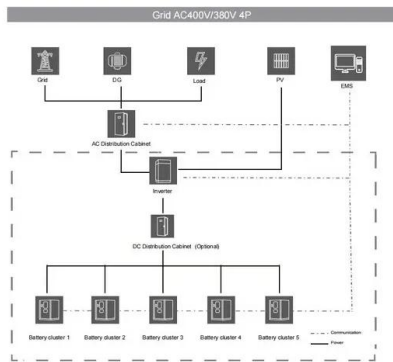 Grid AC400V/380V 4P
Grid
DG
Load
PV
EMS
AC Distribution Cabinet
Inverter
DC Distribution Cabinet (Optional)
Battery cluster 1
Battery cluster 2
Battery cluster 3
Battery cluster 4
Battery cluster 5
Communication
Power